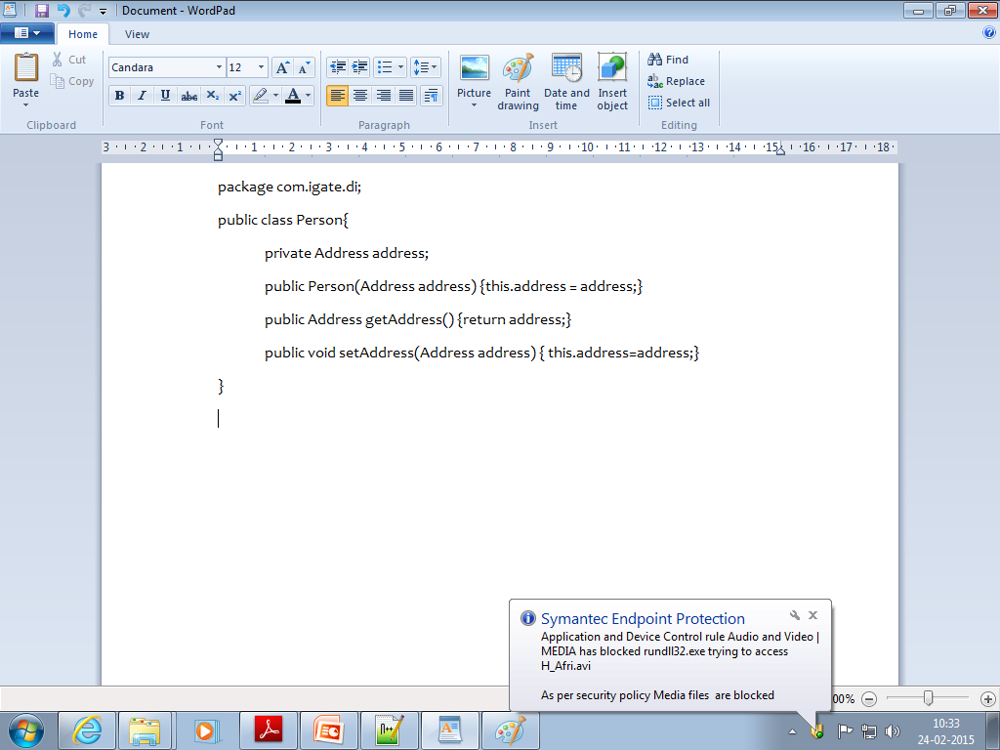 Document - WordPad
Home View
Paste
Cut
Copy
Clipboard
Candara 12
B I U abc X₂ X²
A
Font
Paragraph
Picture
Paint drawing
Date and time
Insert object
Insert
Find
Replace
Select all
Editing
3 2 1 1 2 3 4 5 6 7 8 9 10 11 12 13 14 15 16 17 18
package com.igate.di;
public class Person{
private Address address;
public Person(Address address) {this.address = address;}
public Address getAddress() {return address;}
public void setAddress(Address address) { this.address=address;}
}
Symantec Endpoint Protection
Application and Device Control rule Audio and Video |
MEDIA has blocked rundll32.exe trying to access
H_Afri.avi
As per security policy Media files are blocked
00%
10:33
24-02-2015